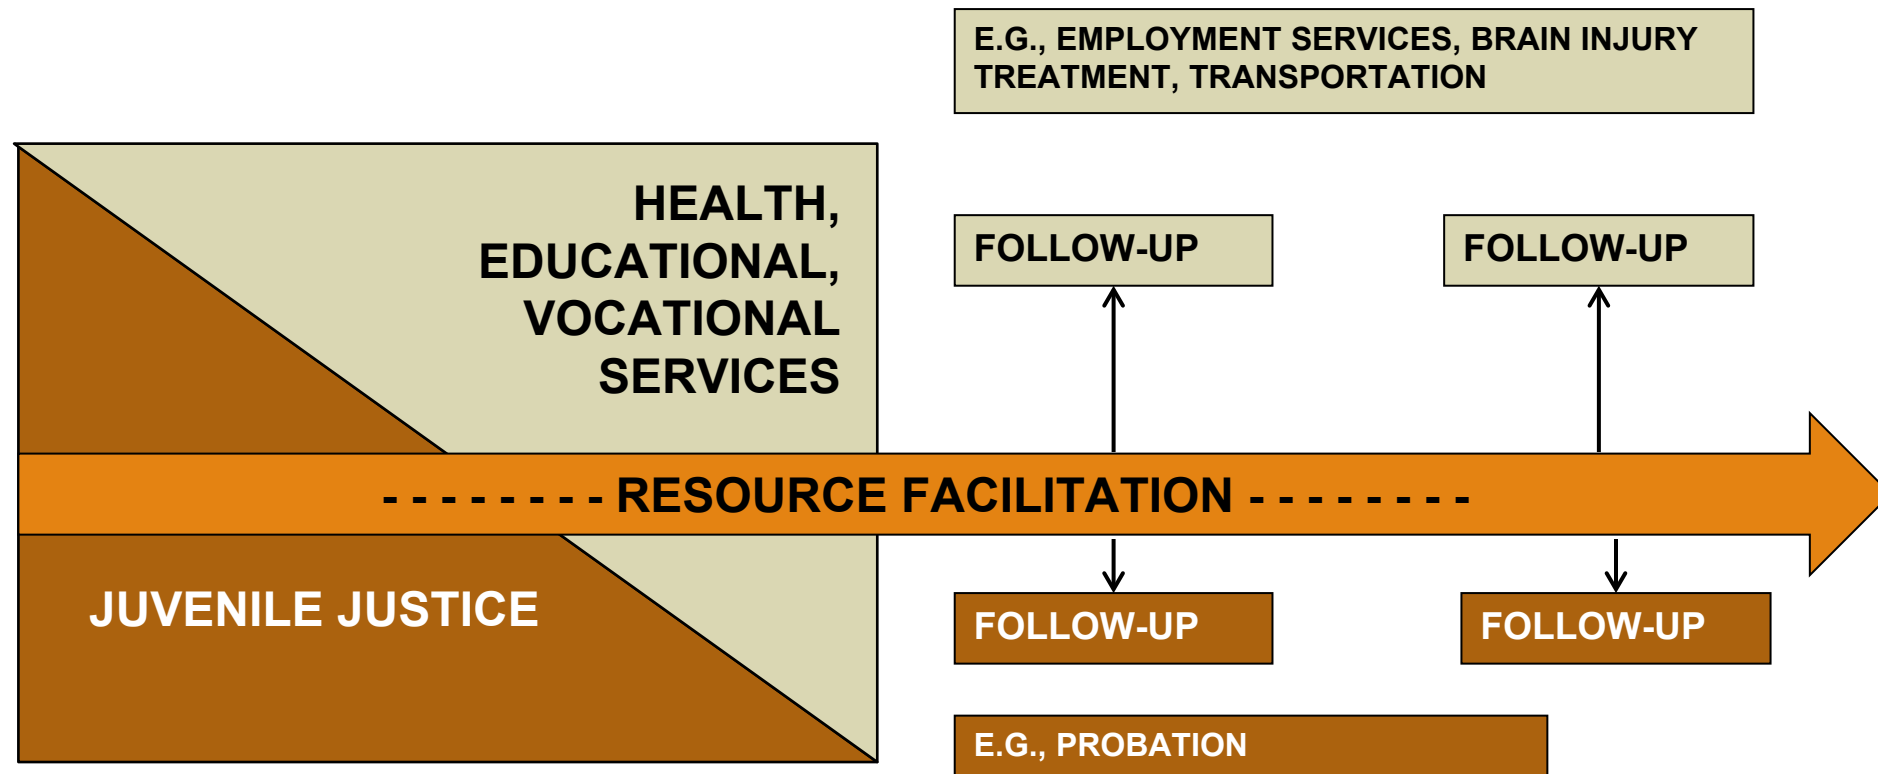 E.G., EMPLOYMENT SERVICES, BRAIN INJURY
TREATMENT, TRANSPORTATION
HEALTH,
EDUCATIONAL,
VOCATIONAL
SERVICES
FOLLOW-UP
FOLLOW-UP
- - - - - - - - RESOURCE FACILITATION - - - - - - - -
JUVENILE JUSTICE
FOLLOW-UP
FOLLOW-UP
E.G., PROBATION